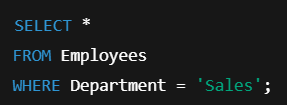 SELECT *
FROM Employees
WHERE Department = 'Sales';